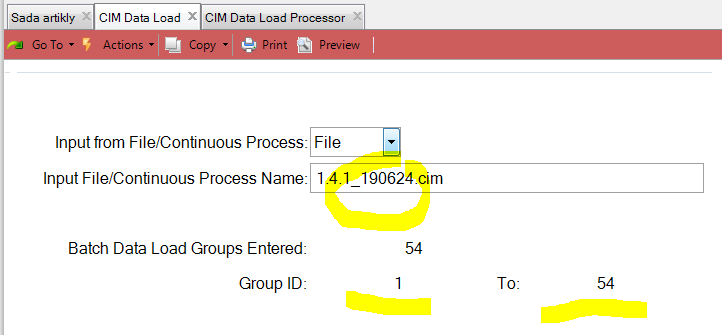 Sada artikly CIM Data Load CIM Data Load Processor
Go To Actions Copy Print Preview
Input from File/Continuous Process: File
Input File/Continuous Process Name: 1.4.1_190624.cim
Batch Data Load Groups Entered: 54
Group ID: 1 To: 54